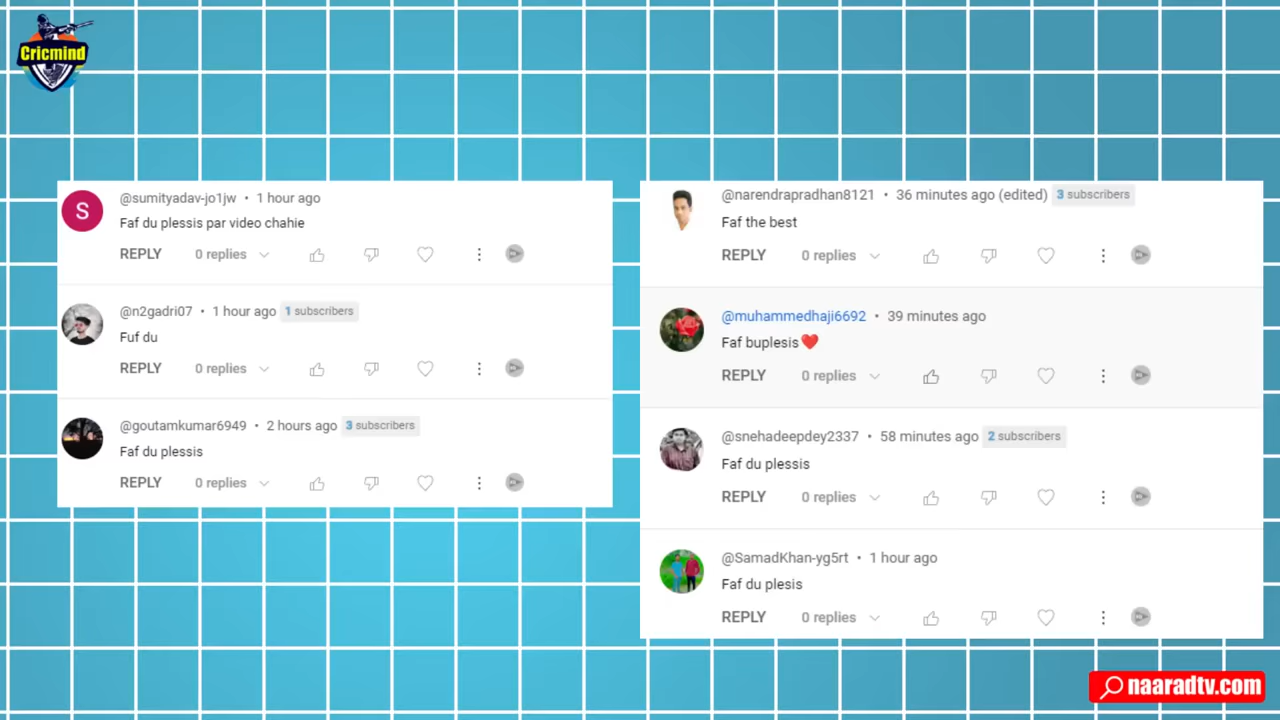 Cricmind
S
@sumityadav-jo1jw • 1 hour ago
Faf du plessis par video chahie
REPLY 0 replies
@n2gadri07 • 1 hour ago 1 subscribers
Fuf du
REPLY 0 replies
@goutamkumar6949 • 2 hours ago 3 subscribers
Faf du plessis
REPLY 0 replies
@narendrapradhan8121 • 36 minutes ago (edited) 3 subscribers
Faf the best
REPLY 0 replies
@muhammedhaji6692 • 39 minutes ago
Faf buplesis❤️
REPLY 0 replies
@snehadeepdey2337 • 58 minutes ago 2 subscribers
Faf du plessis
REPLY 0 replies
@SamadKhan-yg5rt • 1 hour ago
Faf du plesis
REPLY 0 replies
naaradtv.com